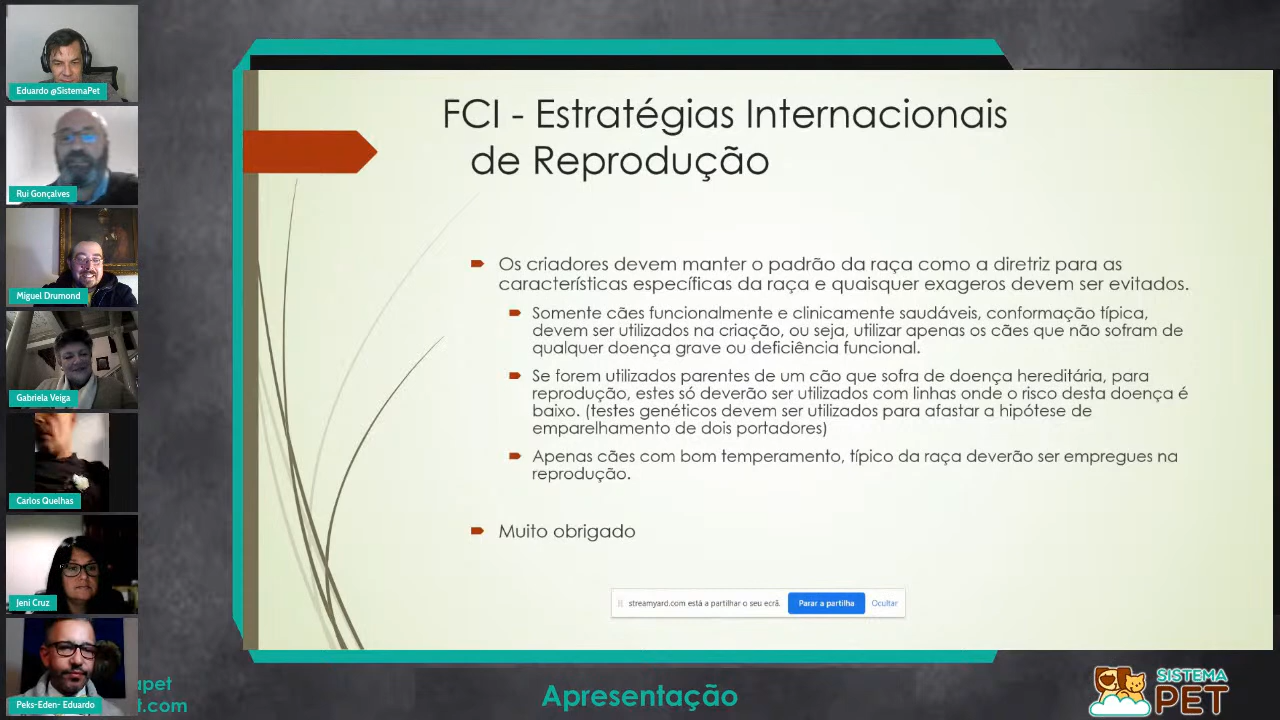 Eduardo @SistemaPet
Rui Gonçalves
Miguel Drumond
Gabriela Veiga
Carlos Quelhas
Jeni Cruz
Peks-Eden- Eduardo
FCI - Estratégias Internacionais
de Reprodução
Os criadores devem manter o padrão da raça como a diretriz para as
características específicas da raça e quaisquer exageros devem ser evitados.
Somente cães funcionalmente e clinicamente saudáveis, conformação típica,
devem ser utilizados na criação, ou seja, utilizar apenas os cães que não sofram de
qualquer doença grave ou deficiência funcional.
Se forem utilizados parentes de um cão que sofra de doença hereditária, para
reprodução, estes só deverão ser utilizados com linhas onde o risco desta doença é
baixo. (testes genéticos devem ser utilizados para afastar a hipótese de
emparelhamento de dois portadores)
Apenas cães com bom temperamento, típico da raça deverão ser empregues na
reprodução.
Muito obrigado
streamyard.com está a partilhar o seu ecrã.
Parar a partilha
Ocultar
apet
t.com
Apresentação
SISTEMA
PET